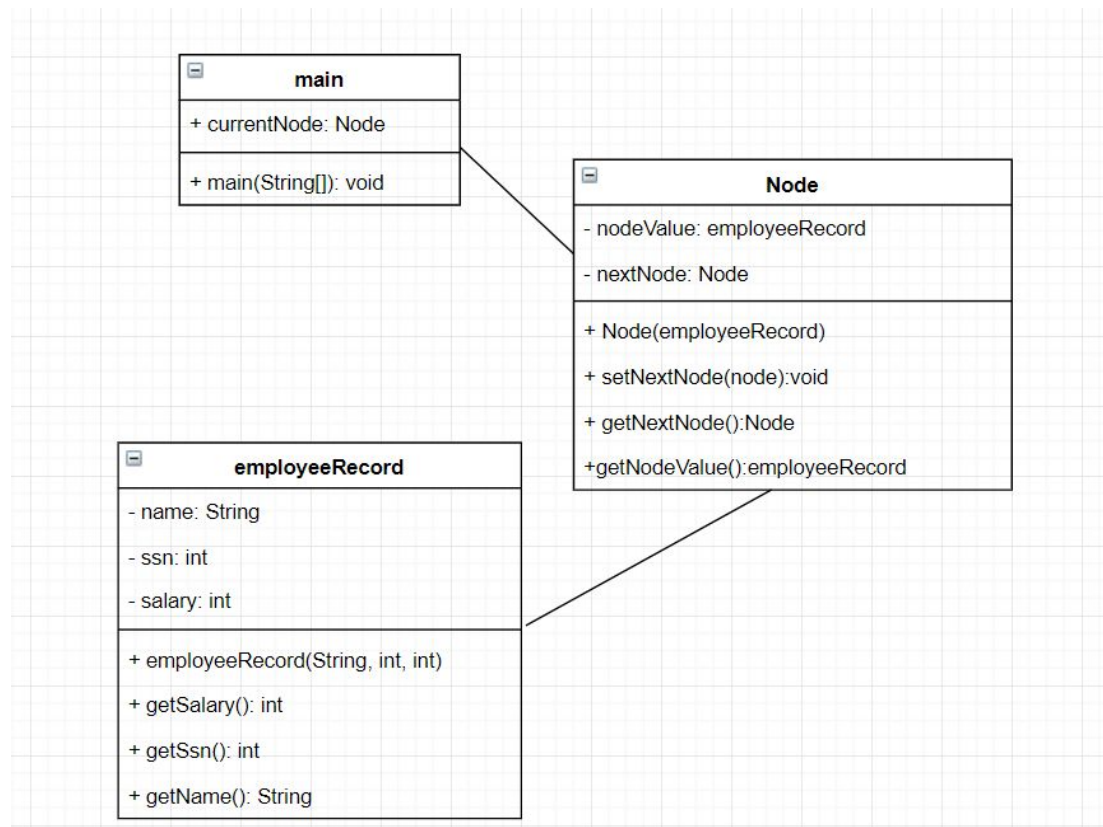 main
+ currentNode: Node
+ main(String[]): void
Node
- nodeValue: employeeRecord
- nextNode: Node
+ Node(employeeRecord)
+ setNextNode(node):void
+ getNextNode():Node
+getNodeValue():employeeRecord
employeeRecord
- name: String
- ssn: int
- salary: int
+ employeeRecord(String, int, int)
+ getSalary(): int
+ getSsn(): int
+ getName(): String